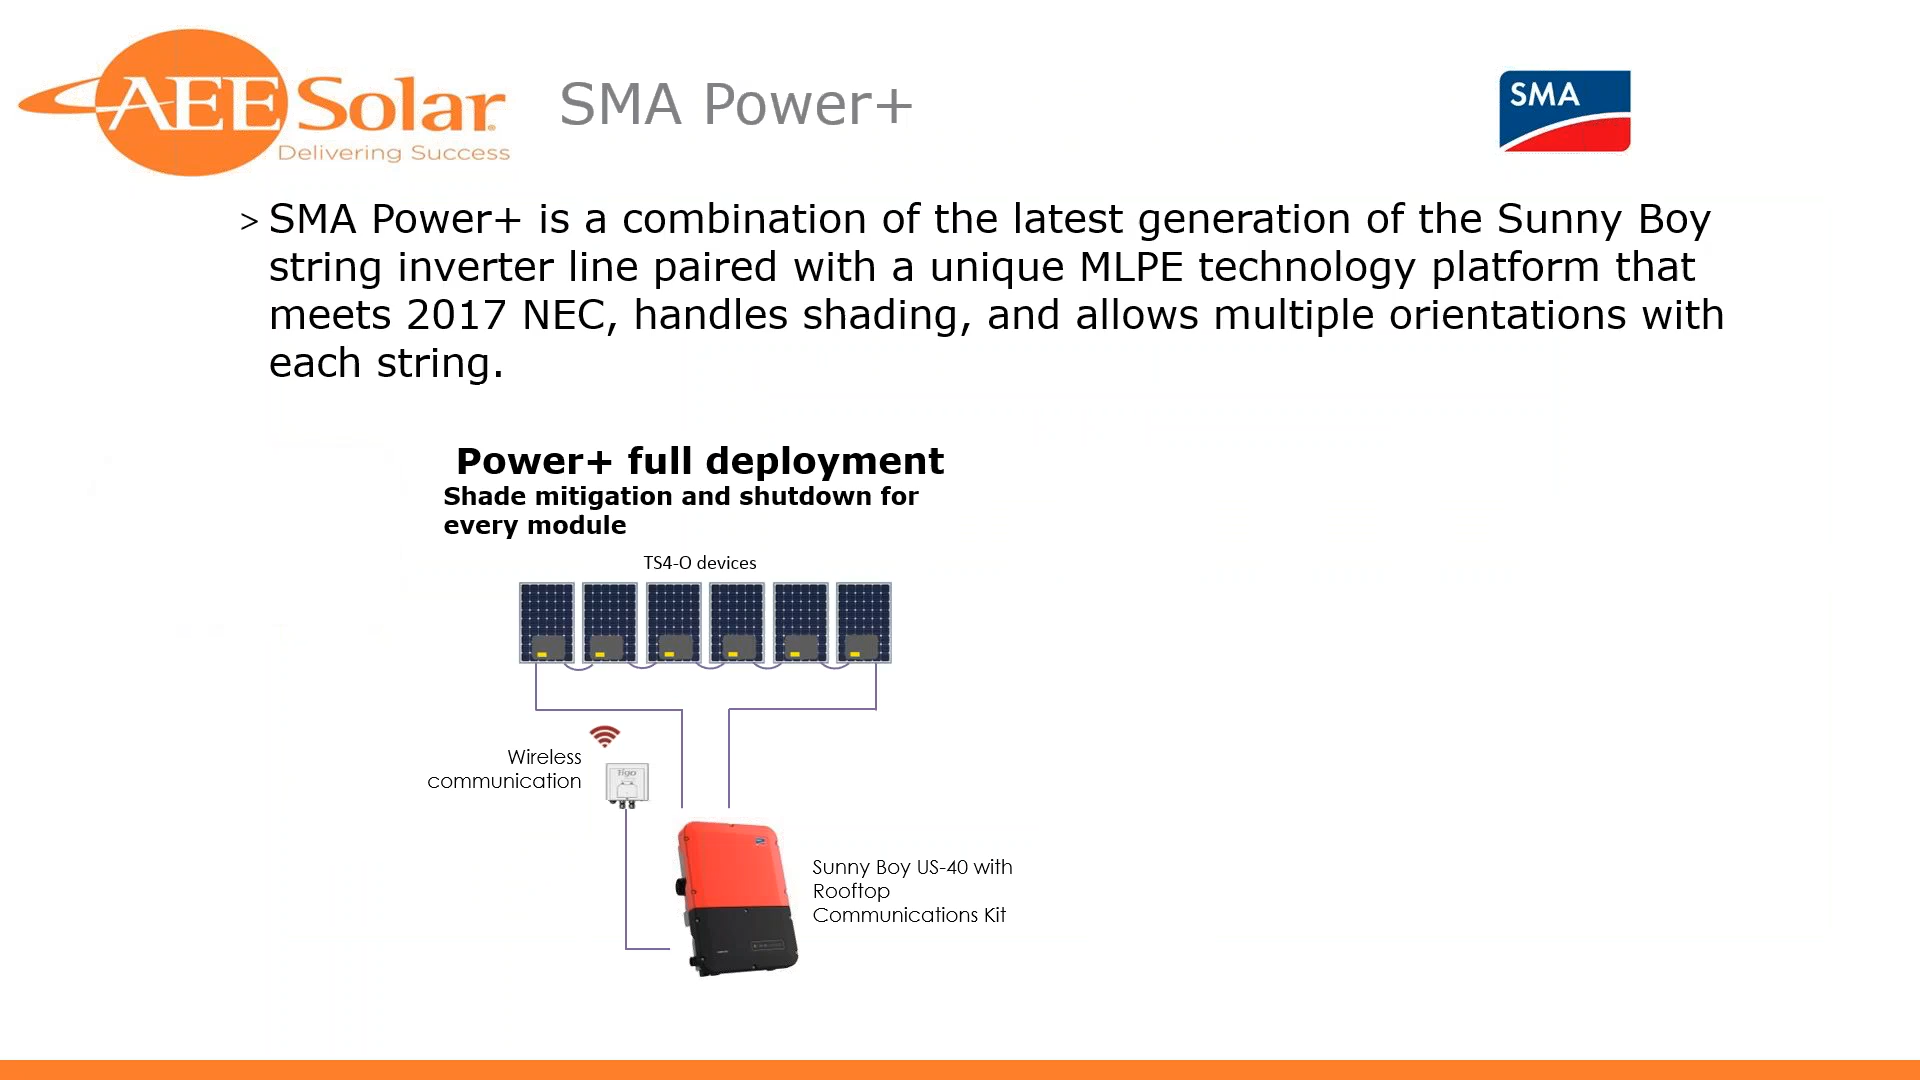 AEE Solar
Delivering Success
SMA Power+
SMA
> SMA Power+ is a combination of the latest generation of the Sunny Boy
string inverter line paired with a unique MLPE technology platform that
meets 2017 NEC, handles shading, and allows multiple orientations with
each string.
Power+ full deployment
Shade mitigation and shutdown for
every module
TS4-O devices
Wireless
communication
Tigo
Sunny Boy US-40 with
Rooftop
Communications Kit